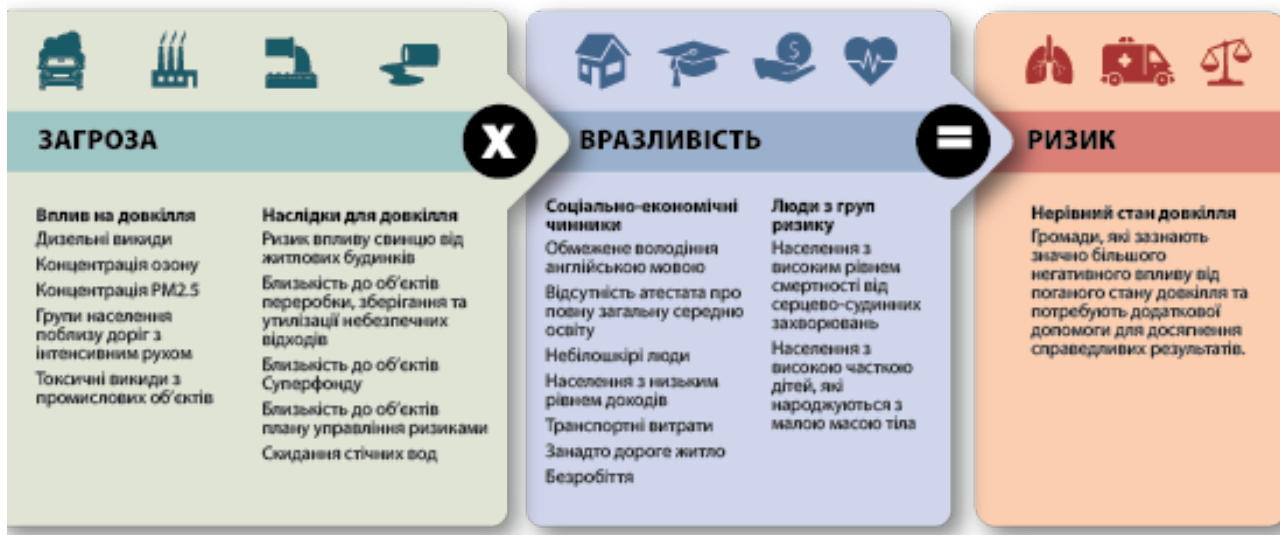 ЗАГРОЗА
Вплив на довкілля
Дизельні викиди
Концентрація озону
Концентрація PM2.5
Групи населення
поблизу доріг з
інтенсивним рухом
Токсичні викиди з
промислових об'єктів
Наслідки для довкілля
Ризик впливу свинцю від
житлових будинків
Близькість до об'єктів
переробки, зберігання та
утилізації небезпечних
відходів
Близькість до об'єктів
Суперфонду
Близькість до об'єктів
плану управління ризиками
Скидання стічних вод
X
ВРАЗЛИВІСТЬ
Соціально-економічні
чинники
Обмежене володіння
англійською мовою
Відсутність атестата про
повну загальну середню
освіту
Небілошкірі люди
Населення з низьким
рівнем доходів
Транспортні витрати
Занадто дороге житло
Безробіття
Люди з груп
ризику
Населення з
високим рівнем
смертності від
серцево-судинних
захворювань
Населення з
високою часткою
дітей, які
народжуються з
малою масою тіла
=
РИЗИК
Нерівний стан довкілля
Громади, які зазнають
значно більшого
негативного впливу від
поганого стану довкілля та
потребують додаткової
допомоги для досягнення
справедливих результатів.